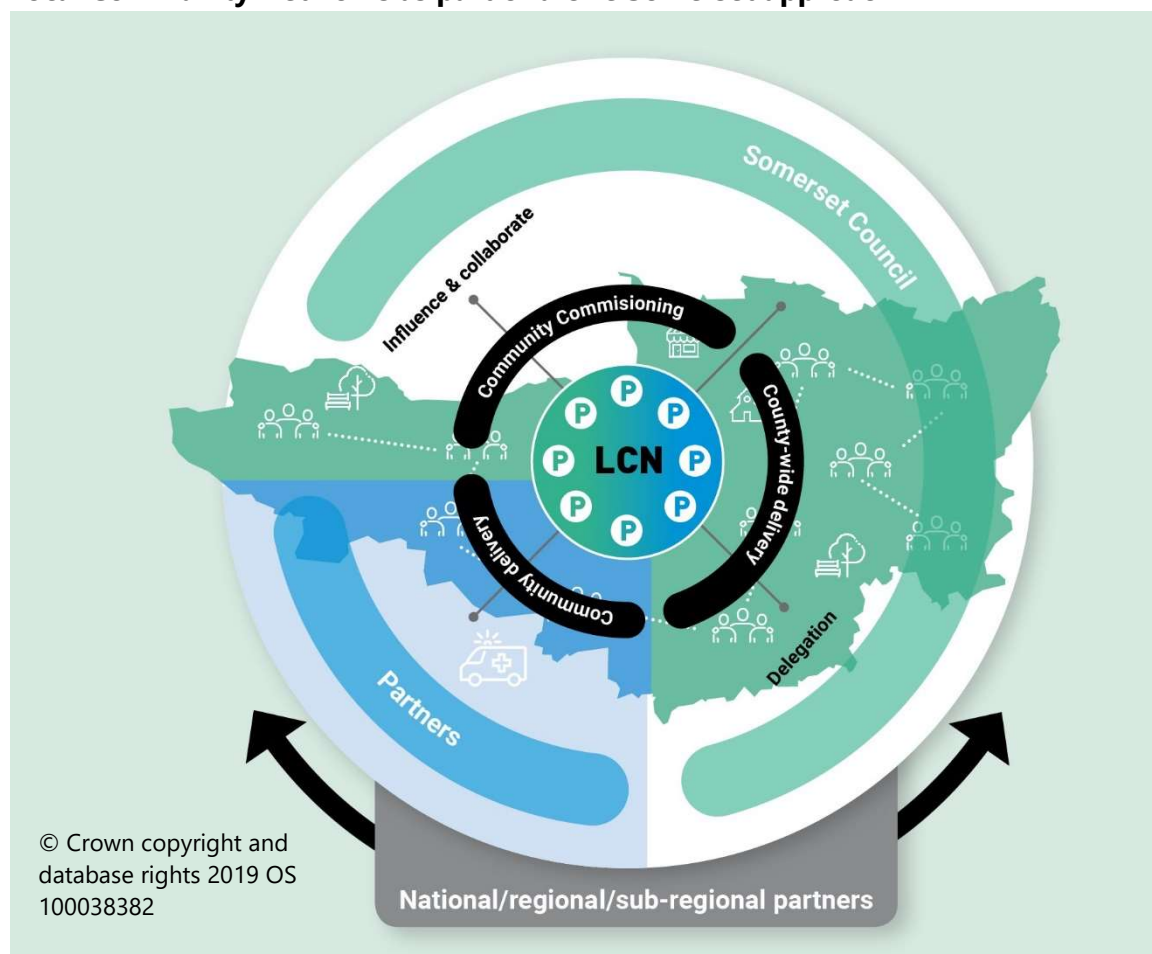 Somerset Council
Influence & collaborate
Community Commisioning
County-wide delivery
P
P
P
P
LCN
P
P
P
P
Community delivery
Delegation
Partners
© Crown copyright and
database rights 2019 OS
100038382
National/regional/sub-regional partners